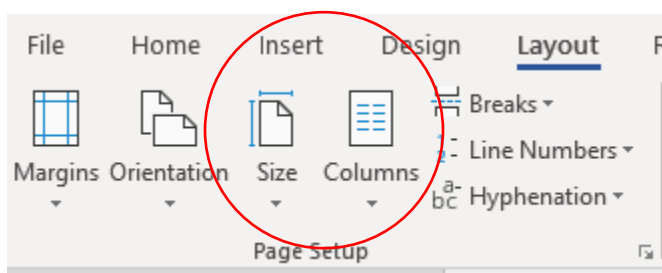 File Home Insert Design Layout
Breaks
Line Numbers
Margins Orientation Size Columns
Hyphenation
Page Setup